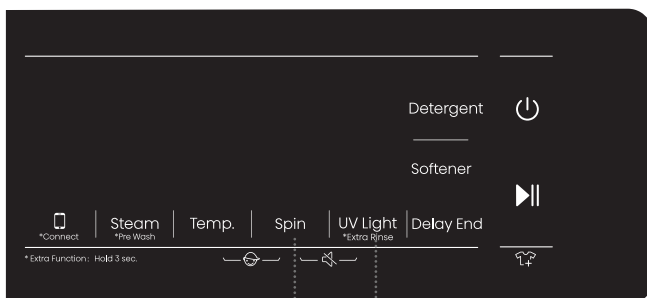 Detergent
Softener
Steam Temp. Spin UV Light Delay End
*Connect *Pre Wash *Extra Rinse
* Extra Function: Hold 3 sec.